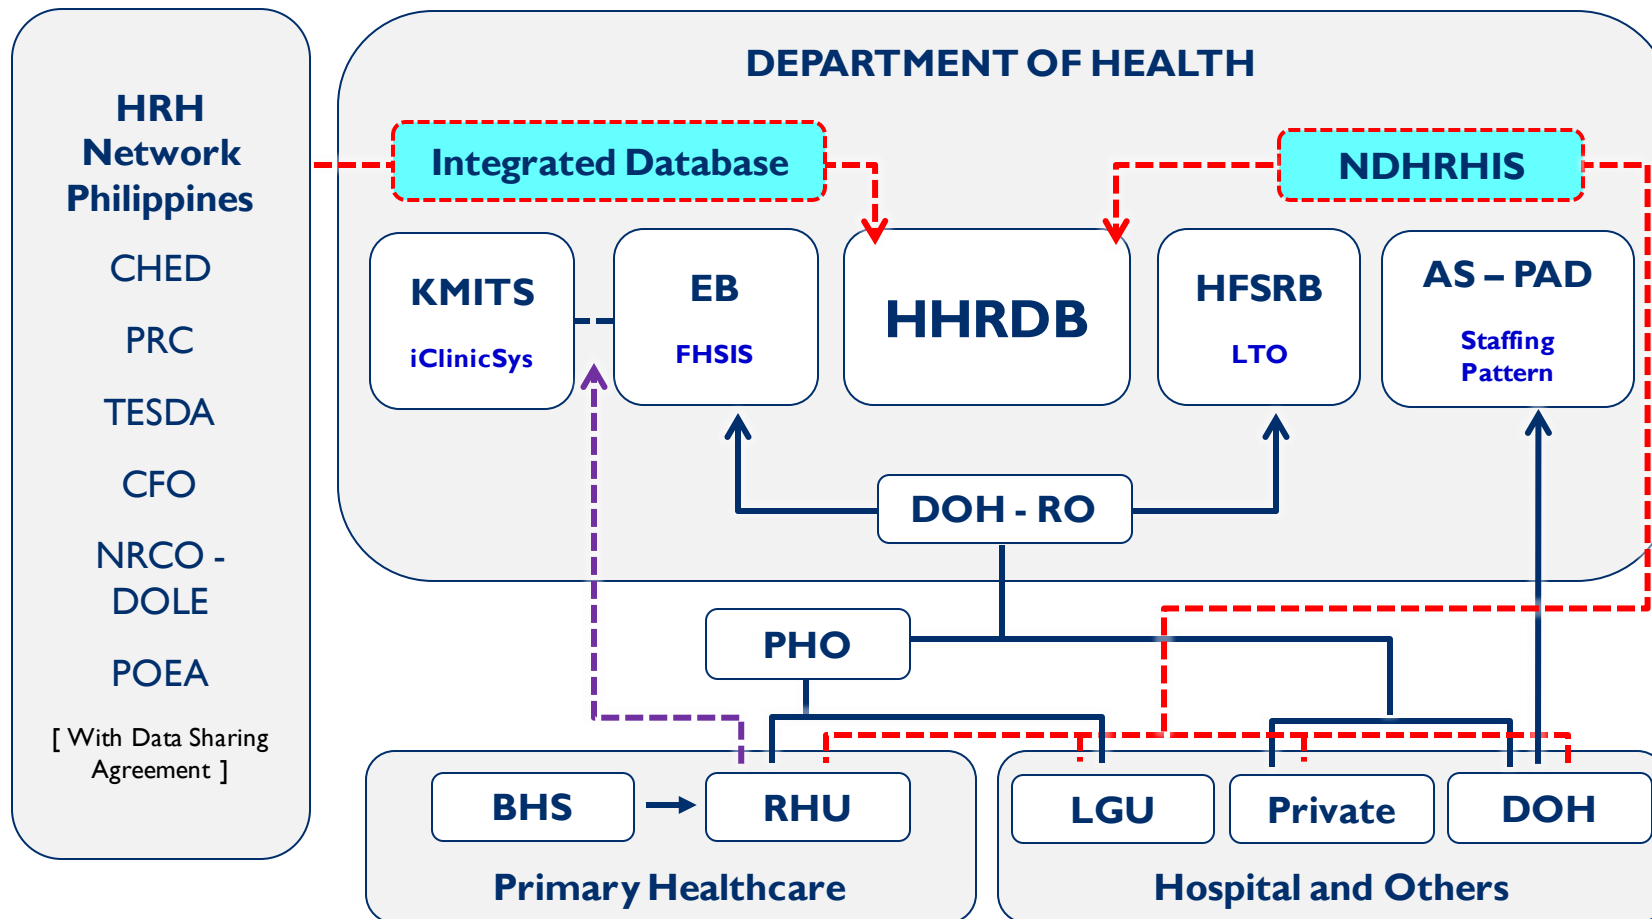 HRH
Network
Philippines
CHED
PRC
TESDA
CFO
NRCO -
DOLE
POEA
[ With Data Sharing
Agreement ]
DEPARTMENT OF HEALTH
Integrated Database
NDHRHIS
KMITS
iClinicSys
EB
FHSIS
HHRDB
HFSRB
LTO
AS – PAD
Staffing
Pattern
DOH - RO
PHO
BHS
RHU
Primary Healthcare
LGU
Private
DOH
Hospital and Others